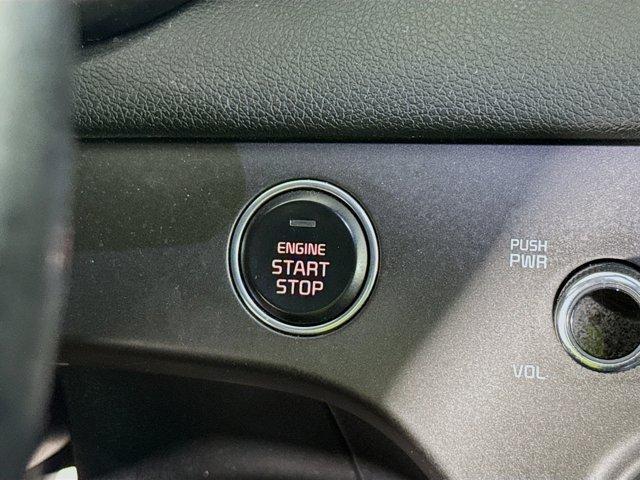 ENGINE
START
STOP
PUSH
PWR
VOL